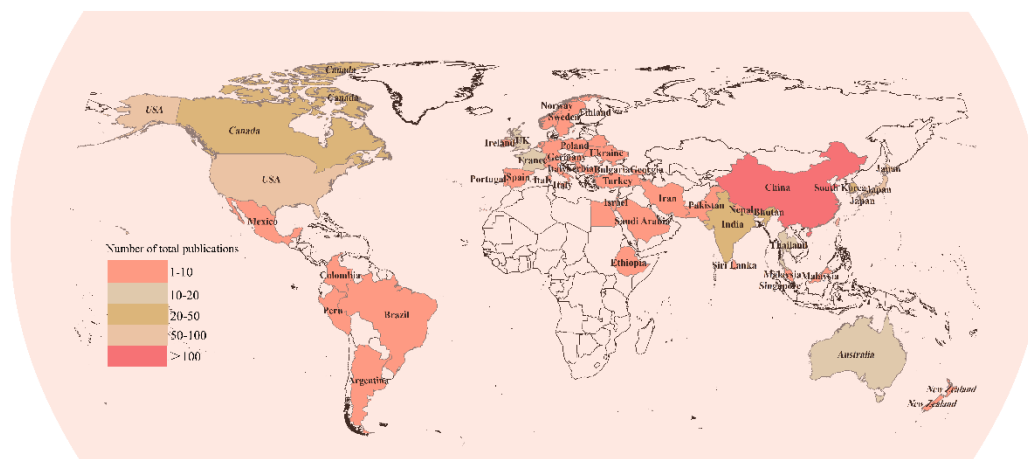 Canada
Canada
USA
Canada
Norway
Sweden
Finland
Ireland
UK
Poland
Ukraine
France
Germany
USA
Italy
Serbia
Bulgaria
Georgia
Portugal
Spain
Italy
Turkey
China
South Korea
Japan
Japan
Japan
Israel
Iran
Pakistan
Nepal
Bhutan
Mexico
Saudi Arabia
India
Thailand
Ethiopia
Siri Lanka
Malaysia
Malaysia
Singapore
Number of total publications
1-10
10-20
20-50
50-100
>100
Colombia
Peru
Brazil
Argentina
Australia
New Zealand
New Zealand